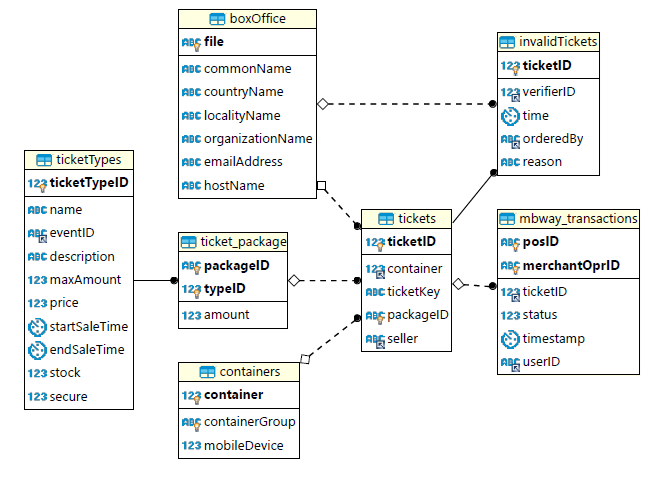 boxOffice
ABC file
ABC commonName
ABC countryName
ABC localityName
ABC organizationName
ABC emailAddress
ABC hostName
invalidTickets
123 ticketID
123 verifierID
time
ABC orderedBy
ABC reason
ticketTypes
123 ticketTypeID
ABC name
ABC eventID
ABC description
123 maxAmount
123 price
startSaleTime
endSaleTime
123 stock
123 secure
ticket_package
ABC packageID
123 typeID
123 amount
tickets
123 ticketID
123 container
ABC ticketKey
ABC packageID
ABC seller
mbway_transactions
ABC posID
ABC merchantOprID
123 ticketID
123 status
timestamp
ABC userID
containers
123 container
ABC containerGroup
123 mobileDevice